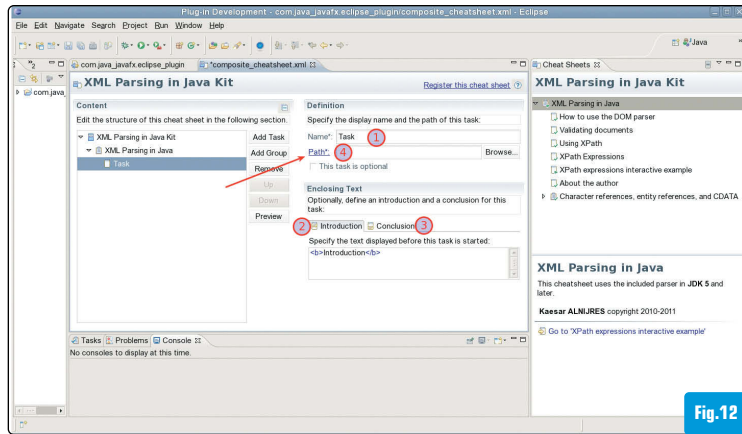 Plug-in Development - com.java_javafx.eclipse_plugin/composite_cheatsheet.xml - Eclipse
File Edit Navigate Search Project Run Window Help
Java
2
com.java_javafx.eclipse_plugin
*composite_cheatsheet.xml
Cheat Sheets
com.java_
XML Parsing in Java Kit
Register this cheat sheet
Content
Edit the structure of this cheat sheet in the following section.
XML Parsing in Java Kit
XML Parsing in Java
Task
Add Task
Add Group
Remove
Up
Down
Preview
Definition
Specify the display name and the path of this task:
Name*: Task
1
Path*:
4
Browse...
This task is optional
Enclosing Text
Optionally, define an introduction and a conclusion for this
task:
2
Introduction
Conclusion
3
Specify the text displayed before this task is started:
<b>Introduction</b>
XML Parsing in Java Kit
XML Parsing in Java
How to use the DOM parser
Validating documents
Using XPath
XPath Expressions
XPath expressions interactive example
About the author
Character references, entity references, and CDATA
XML Parsing in Java
This cheatsheet uses the included parser in JDK 5 and
later.
Kaesar ALNIJRES copyright 2010-2011
Go to 'XPath expressions interactive example'
Tasks
Problems
Console
No consoles to display at this time.
Fig.12